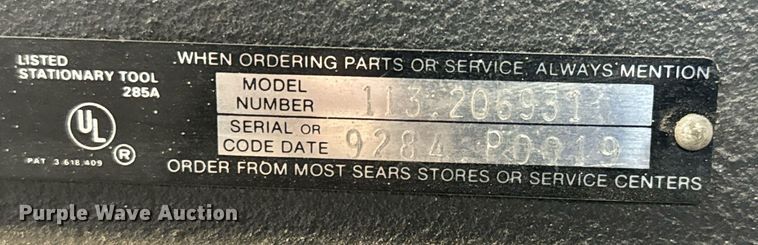 LISTED
STATIONARY TOOL
285A
UL
®
PAT 3 618 409
WHEN ORDERING PARTS OR SERVICE, ALWAYS MENTION
MODEL
NUMBER
113.206931
SERIAL OR
CODE DATE
9284 P0019
ORDER FROM MOST SEARS STORES OR SERVICE CENTERS
Purple Wave Auction